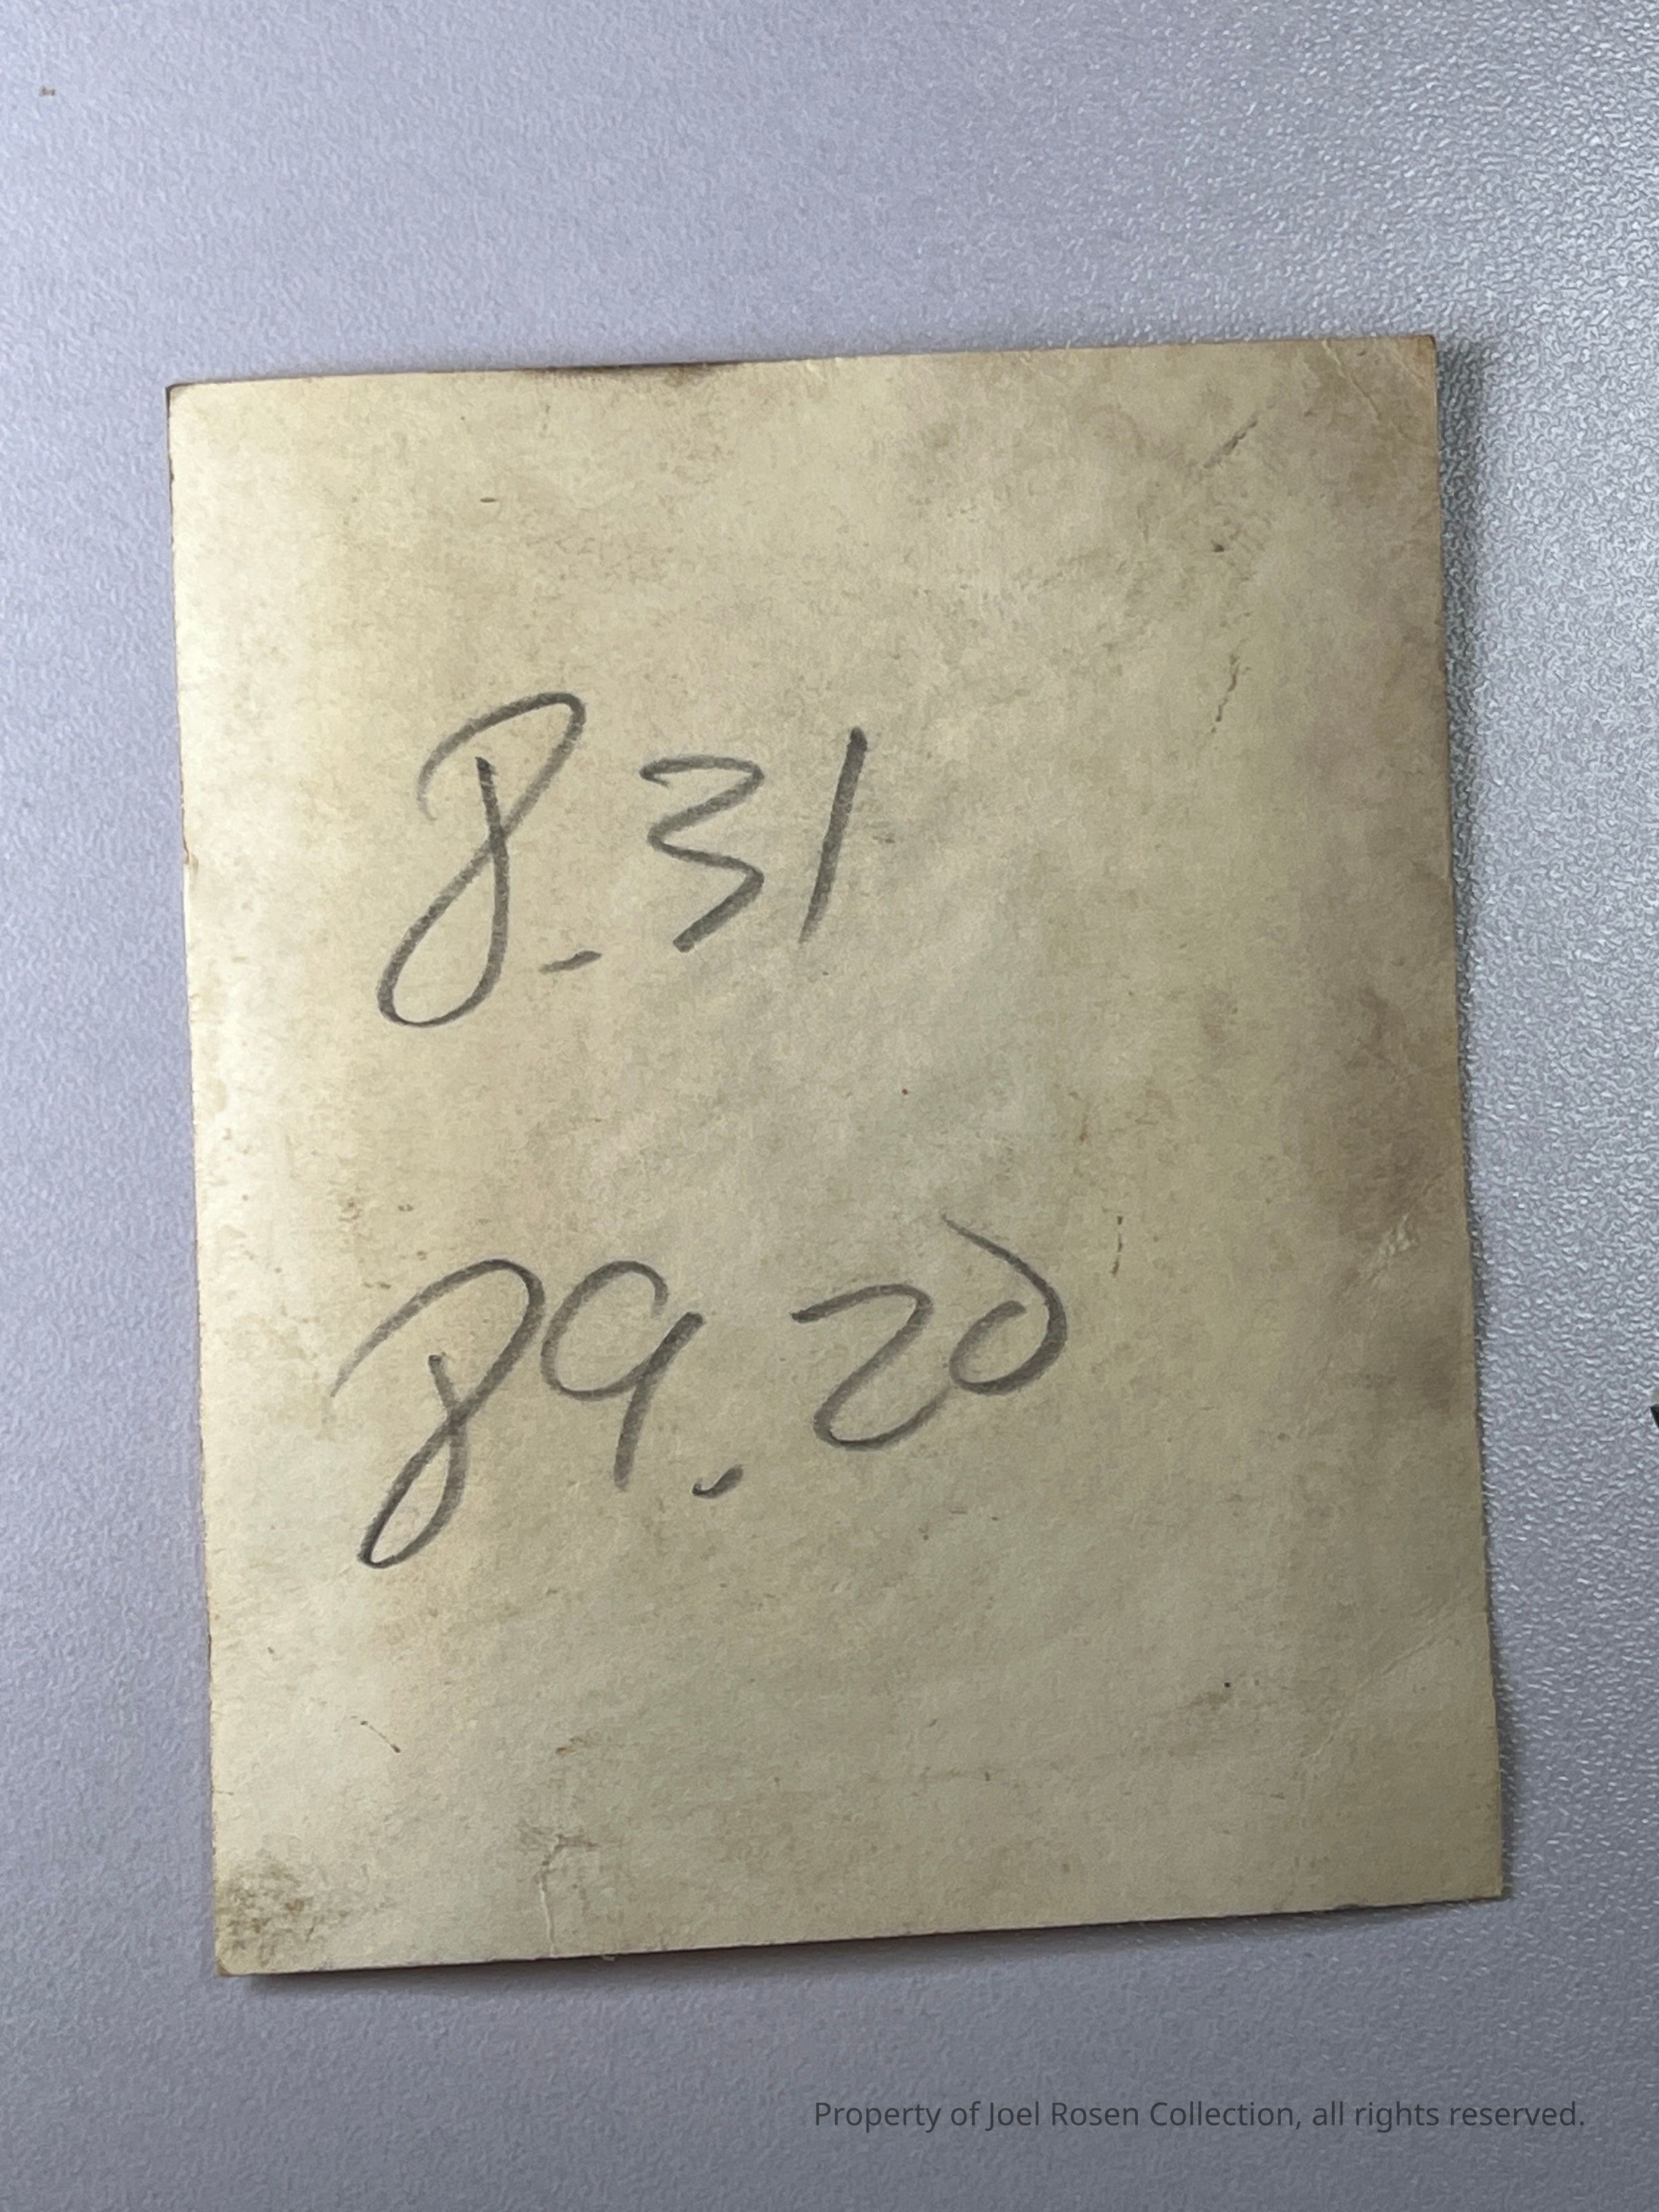 8.31
89.20
Property of Joel Rosen Collection, all rights reserved.